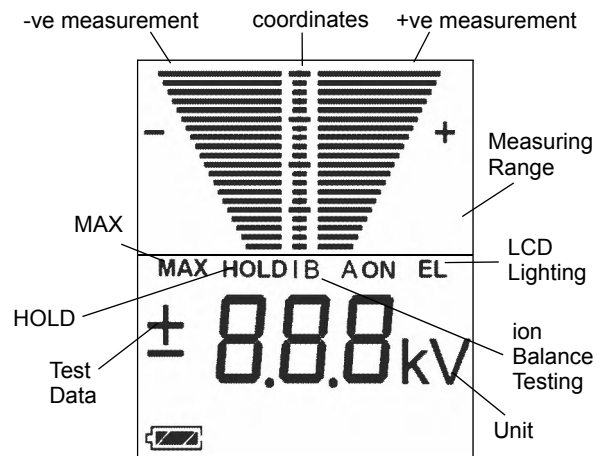 -ve measurement coordinates +ve measurement
- +
Measuring
Range
MAX
MAX HOLD I B A ON EL
LCD
Lighting
HOLD
± 8.8.8 kV
Test
Data
ion
Balance
Testing
Unit